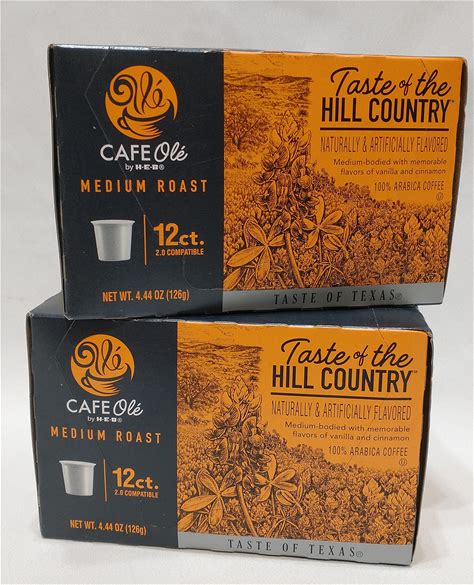 Olé
CAFE Olé
by H-E-B®
MEDIUM ROAST
12ct.
2.0 COMPATIBLE
NET WT. 4.44 OZ (126g)
Taste of the
HILL COUNTRY™
NATURALLY & ARTIFICIALLY FLAVORED
Medium-bodied with memorable
flavors of vanilla and cinnamon
100% ARABICA COFFEE
TASTE OF TEXAS®
Olé
CAFE Olé
by H-E-B®
MEDIUM ROAST
12ct.
2.0 COMPATIBLE
NET WT. 4.44 OZ (126g)
Taste of the
HILL COUNTRY™
NATURALLY & ARTIFICIALLY FLAVORED
Medium-bodied with memorable
flavors of vanilla and cinnamon
100% ARABICA COFFEE
TASTE OF TEXAS®